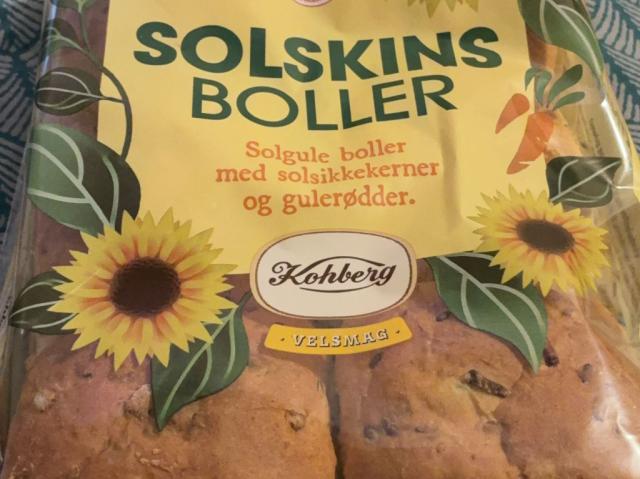 SOLSKINS
BOLLER
Solgule boller
med solsikkekerner
og gulerødder.
Kohberg
· VELSMAG ·